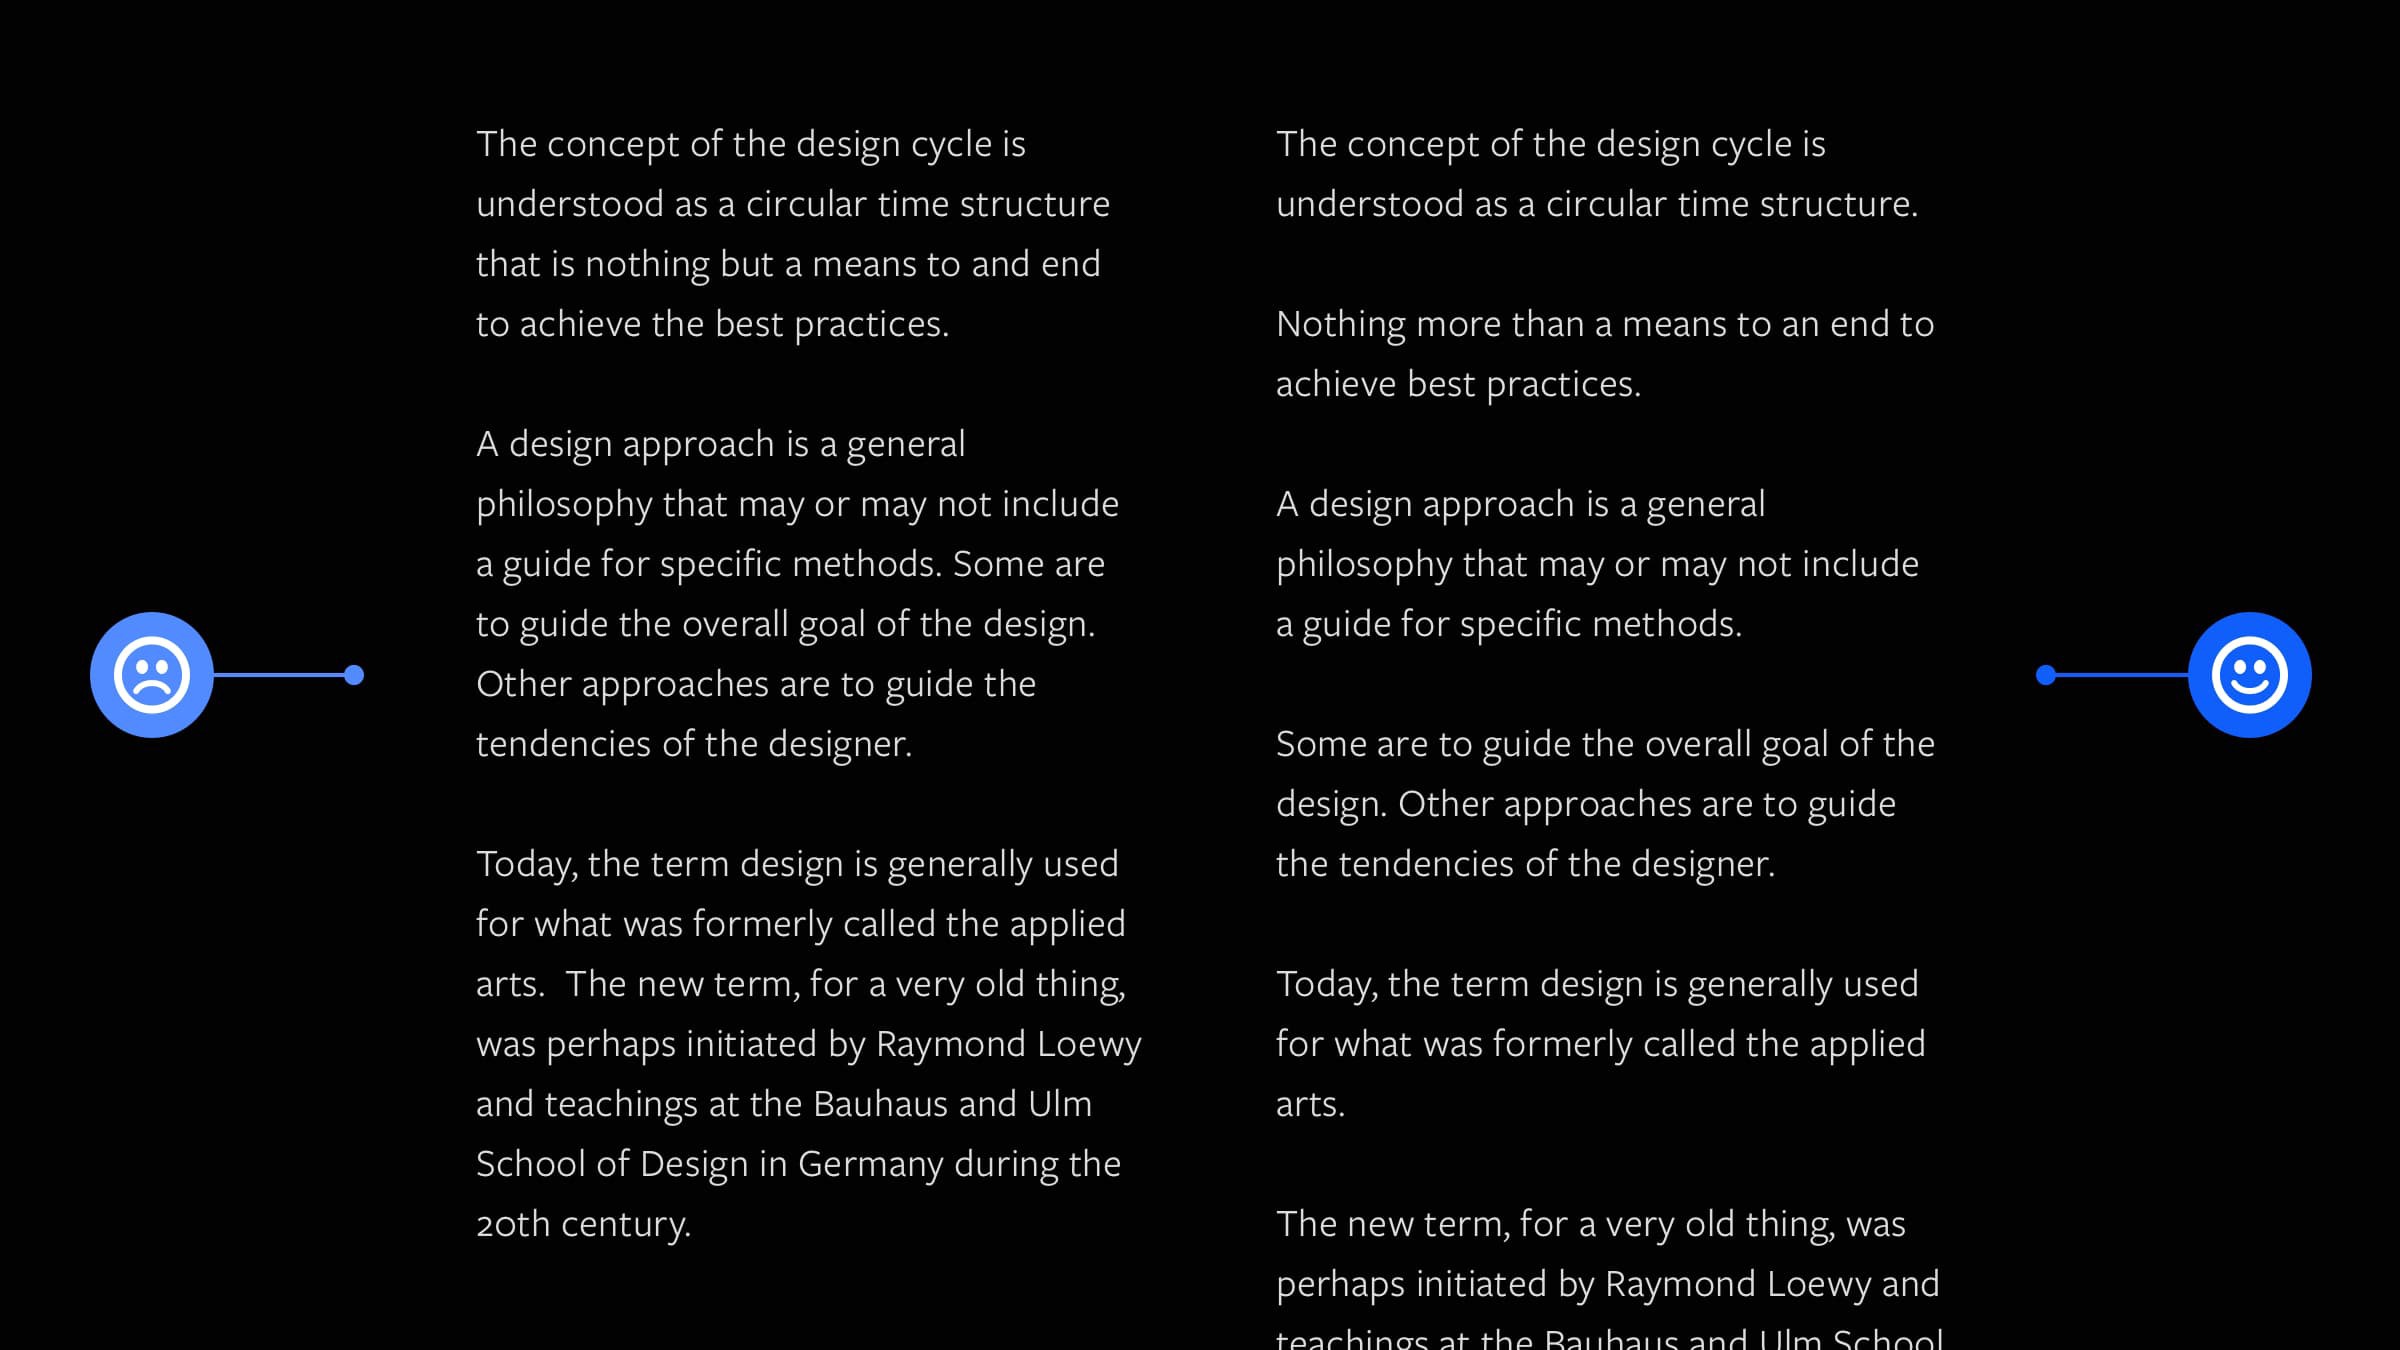 The concept of the design cycle is
understood as a circular time structure
that is nothing but a means to and end
to achieve the best practices.
A design approach is a general
philosophy that may or may not include
a guide for specific methods. Some are
to guide the overall goal of the design.
Other approaches are to guide the
tendencies of the designer.
Today, the term design is generally used
for what was formerly called the applied
arts.  The new term, for a very old thing,
was perhaps initiated by Raymond Loewy
and teachings at the Bauhaus and Ulm
School of Design in Germany during the
20th century.
The concept of the design cycle is
understood as a circular time structure.
Nothing more than a means to an end to
achieve best practices.
A design approach is a general
philosophy that may or may not include
a guide for specific methods.
Some are to guide the overall goal of the
design. Other approaches are to guide
the tendencies of the designer.
Today, the term design is generally used
for what was formerly called the applied
arts.
The new term, for a very old thing, was
perhaps initiated by Raymond Loewy and
teachings at the Bauhaus and Ulm School